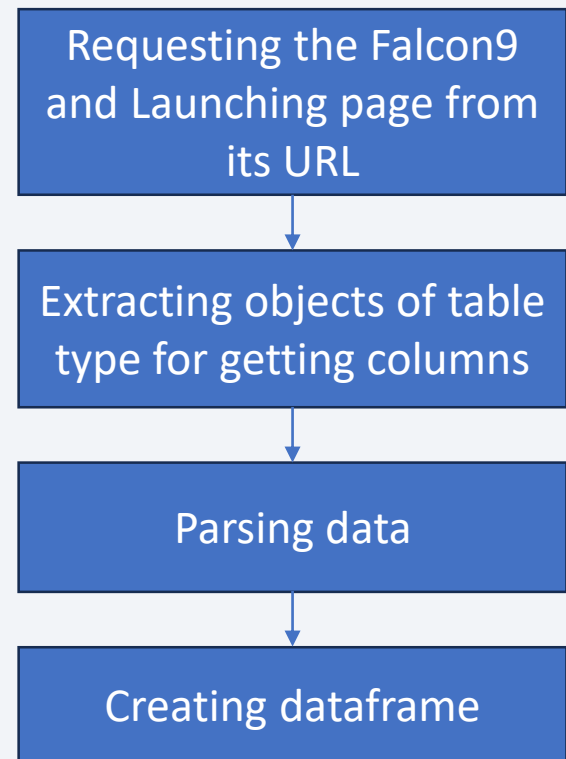 Requesting the Falcon9
and Launching page from
its URL
Extracting objects of table
type for getting columns
Parsing data
Creating dataframe